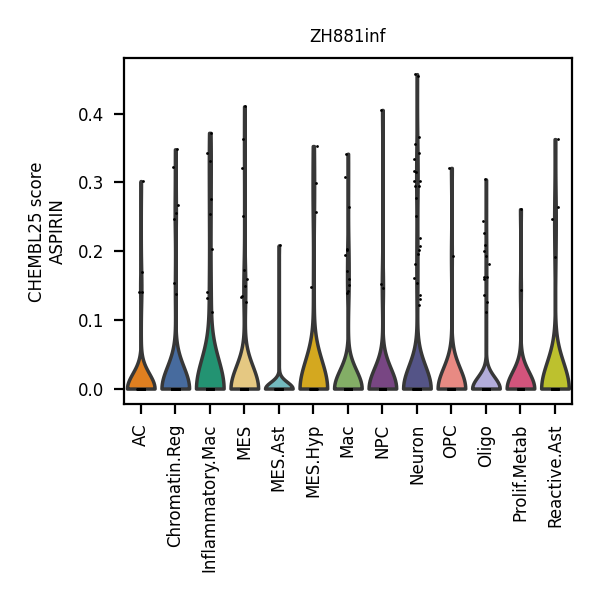 ZH881inf
CHEMBL25 score
ASPIRIN
0.4
0.3
0.2
0.1
0.0
AC
Chromatin.Reg
Inflammatory.Mac
MES
MES.Ast
MES.Hyp
Mac
NPC
Neuron
OPC
Oligo
Prolif.Metab
Reactive.Ast